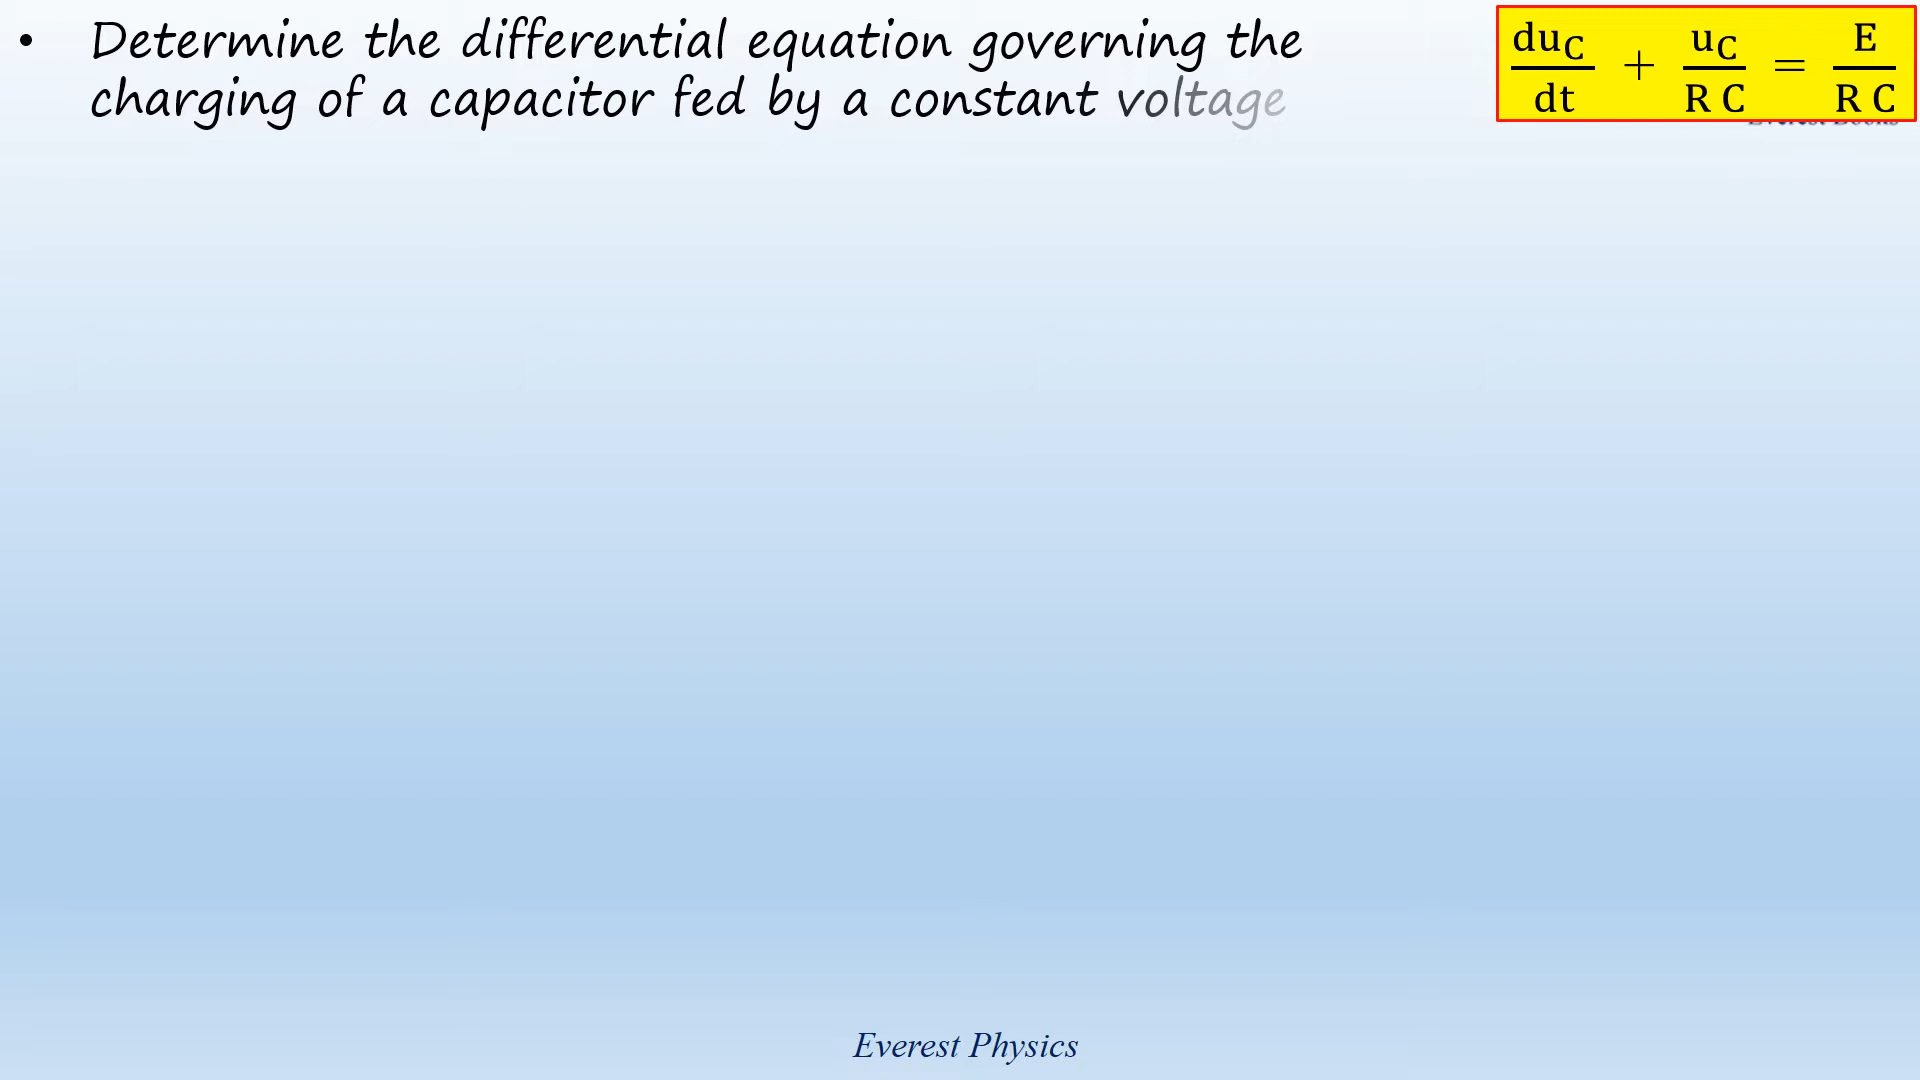 • Determine the differential equation governing the
charging of a capacitor fed by a constant voltage
du_C/dt + u_C/R C = E/R C
Everest Physics